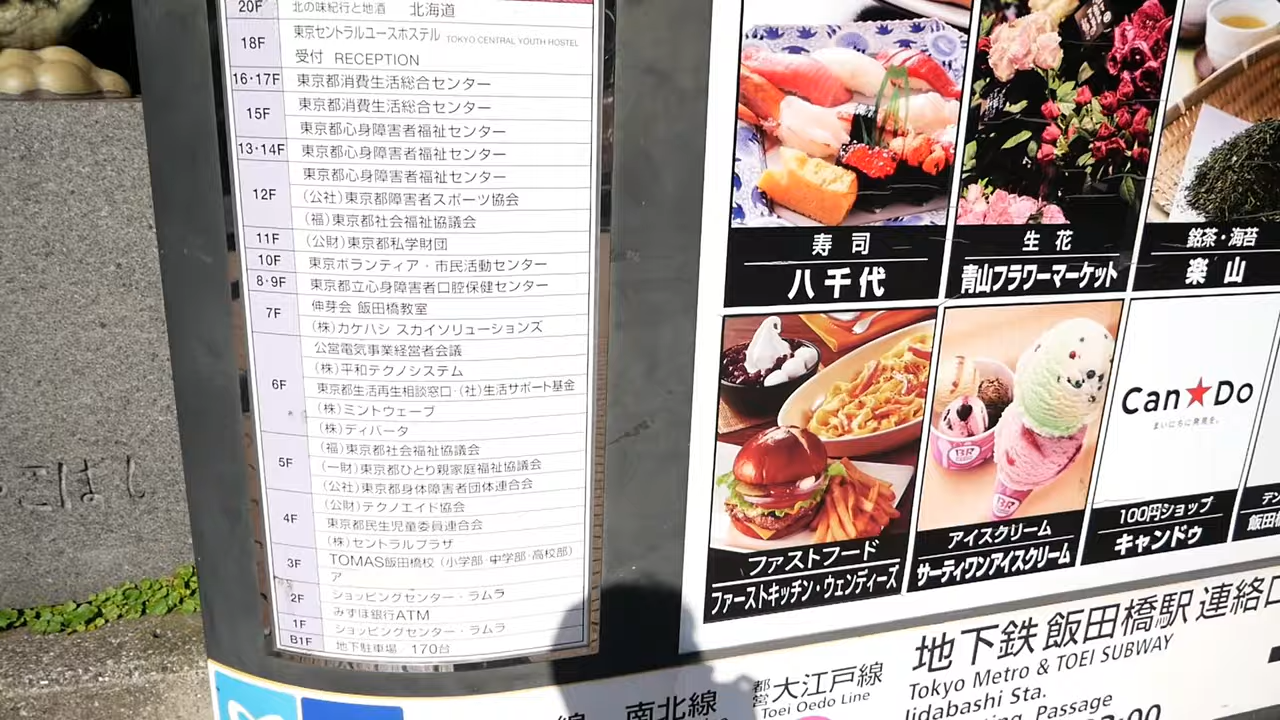 20F 北の味紀行と地酒 北海道
18F 東京セントラルユースホステル TOKYO CENTRAL YOUTH HOSTEL
受付 RECEPTION
16・17F 東京都消費生活総合センター
15F 東京都消費生活総合センター
東京都心身障害者福祉センター
13・14F 東京都心身障害者福祉センター
12F 東京都心身障害者福祉センター
(公社)東京都障害者スポーツ協会
(福)東京都社会福祉協議会
11F (公財)東京都私学財団
10F 東京ボランティア・市民活動センター
8・9F 東京都立心身障害者口腔保健センター
7F 伸芽会 飯田橋教室
(株)カケハシ スカイソリューションズ
6F 公営電気事業経営者会議
(株)平和テクノシステム
東京都生活再生相談窓口・(社)生活サポート基金
(株)ミントウェーブ
(株)ディバータ
5F (福)東京都社会福祉協議会
(一財)東京都ひとり親家庭福祉協議会
(公社)東京都身体障害者団体連合会
4F (公財)テクノエイド協会
東京都民生児童委員連合会
(株)セントラルプラザ
3F TOMAS飯田橋校(小学部・中学部・高校部)
ア
2F ショッピングセンター・ラムラ
みずほ銀行ATM
1F ショッピングセンター・ラムラ
B1F 地下駐車場 170台
寿司
八千代
生花
青山フラワーマーケット
銘茶・海苔
楽山
ファストフード
ファーストキッチン・ウェンディーズ
BR
BR
アイスクリーム
サーティワンアイスクリーム
Can★Do
まいにちに発見を。
100円ショップ
キャンドゥ
飯田
地下鉄 飯田橋駅 連絡口
Tokyo Metro & TOEI SUBWAY
Iidabashi Sta.
Passage
線 南北線
都営大江戸線
Toei Oedo Line
はし